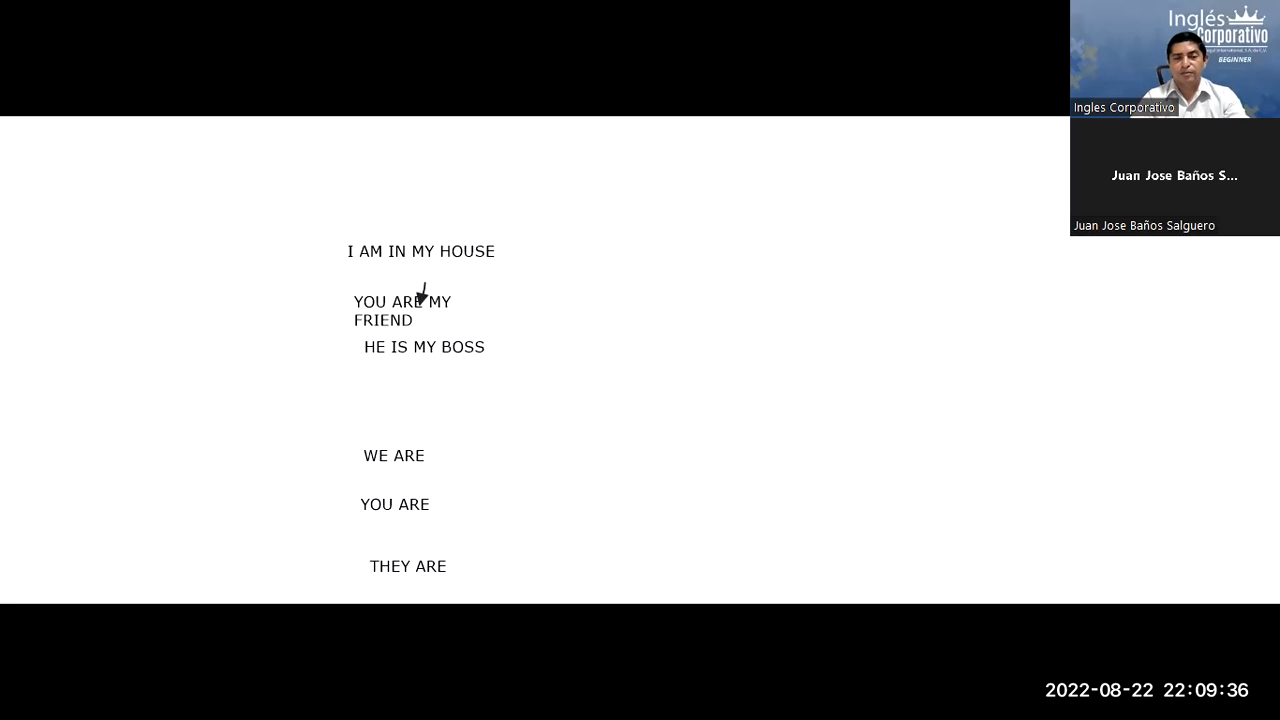 Inglés
Corporativo
BEGINNER
Ingles Corporativo
Juan Jose Baños S...
Juan Jose Baños Salguero
I AM IN MY HOUSE
YOU ARE MY
FRIEND
HE IS MY BOSS
WE ARE
YOU ARE
THEY ARE
2022-08-22 22:09:36